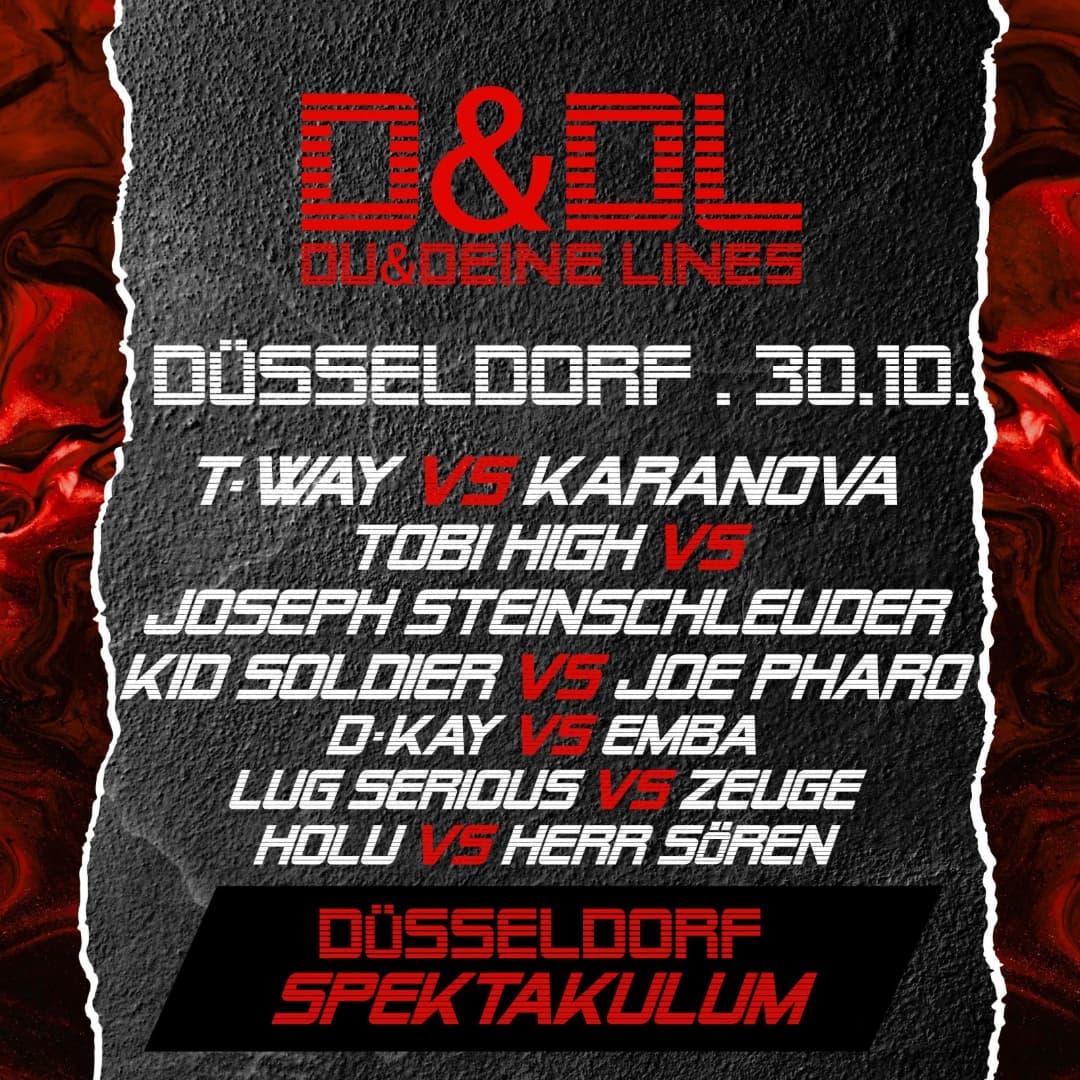 D&DL
DU&DEINE LINES
DÜSSELDORF . 30.10.
T-WAY VS KARANOVA
TOBI HIGH VS
JOSEPH STEINSCHLEUDER
KID SOLDIER VS JOE PHARO
D-KAY VS EMBA
LUG SERIOUS VS ZEUGE
HOLU VS HERR SÖREN
DÜSSELDORF
SPEKTAKULUM